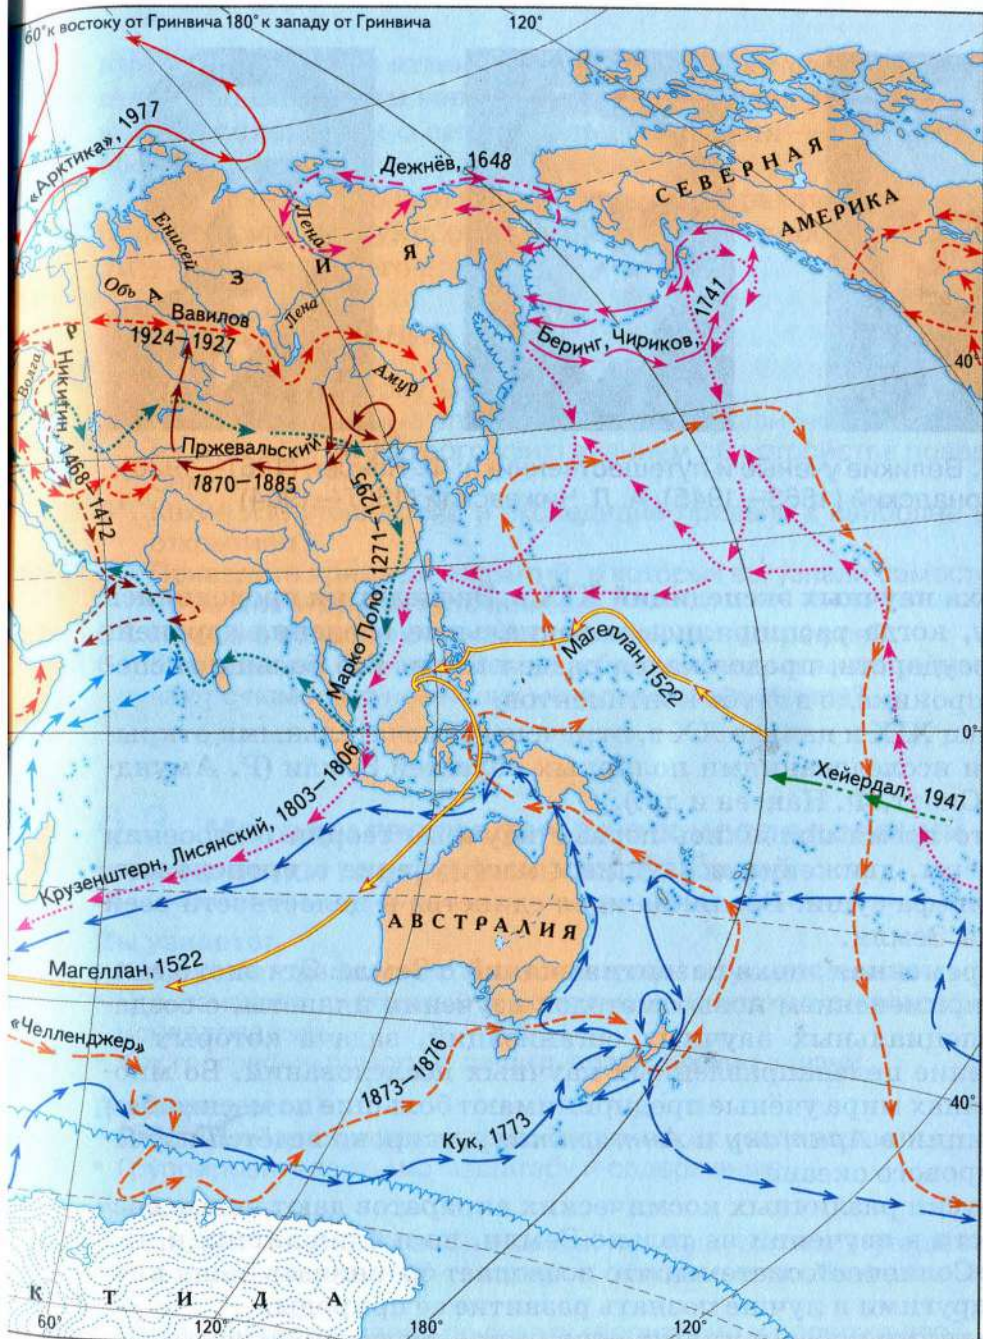 60° к востоку от Гринвича 180° к западу от Гринвича
120°
«Арктика», 1977
Дежнёв, 1648
СЕВЕРНАЯ
АМЕРИКА
Енисей
Лена
А З И Я
Обь
Лена
Вавилов
1924–1927
1741
Беринг, Чириков,
Волга
Р
Никитин, 1468–1472
Амур
40°
Пржевальский
1870–1885
Марко Поло, 1271–1295
Магеллан, 1522
0°
Хейердал, 1947
Крузенштерн, Лисянский, 1803–1806
АВСТРАЛИЯ
Магеллан, 1522
«Челленджер»
1873–1876
Кук, 1773
40°
КТИДА
60°
120°
180°
120°